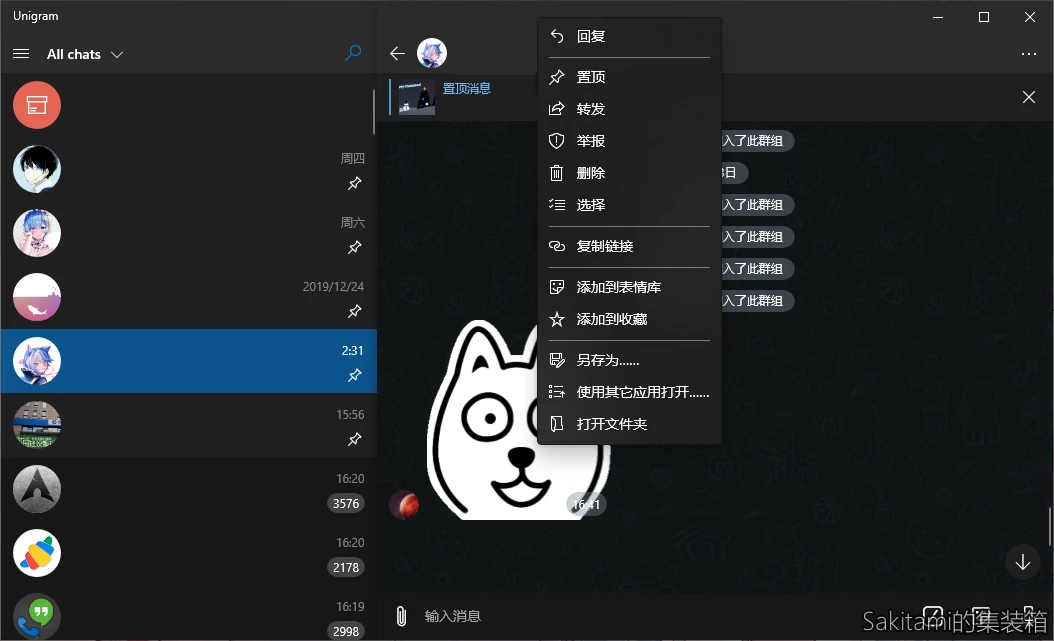 Unigram
All chats
周四
周六
2019/12/24
2:31
15:56
16:20
3576
16:20
2178
16:19
2998
置顶消息
回复
置顶
转发
举报
删除
选择
复制链接
添加到表情库
添加到收藏
另存为......
使用其它应用打开......
打开文件夹
入了此群组
日
入了此群组
入了此群组
入了此群组
入了此群组
16:41
输入消息
Sakitami的集装箱